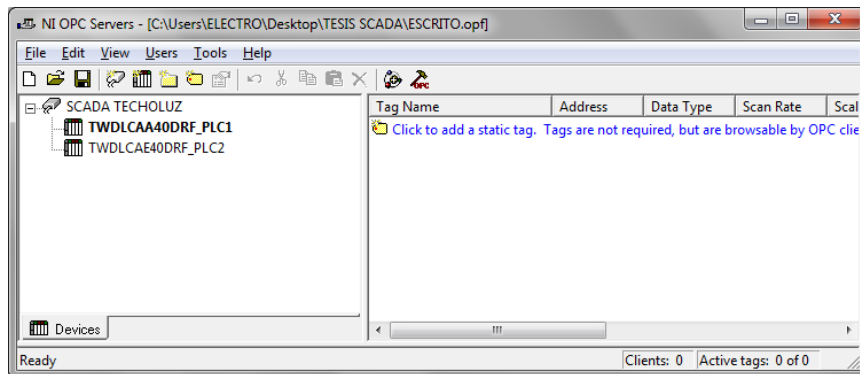 NI OPC Servers - [C:\Users\ELECTRO\Desktop\TESIS SCADA\ESCRITO.opf]
File Edit View Users Tools Help
SCADA TECHOLUZ
TWDLCAA40DRF_PLC1
TWDLCAE40DRF_PLC2
Devices
Tag Name Address Data Type Scan Rate Scal
Click to add a static tag. Tags are not required, but are browsable by OPC clie
Ready Clients: 0 Active tags: 0 of 0